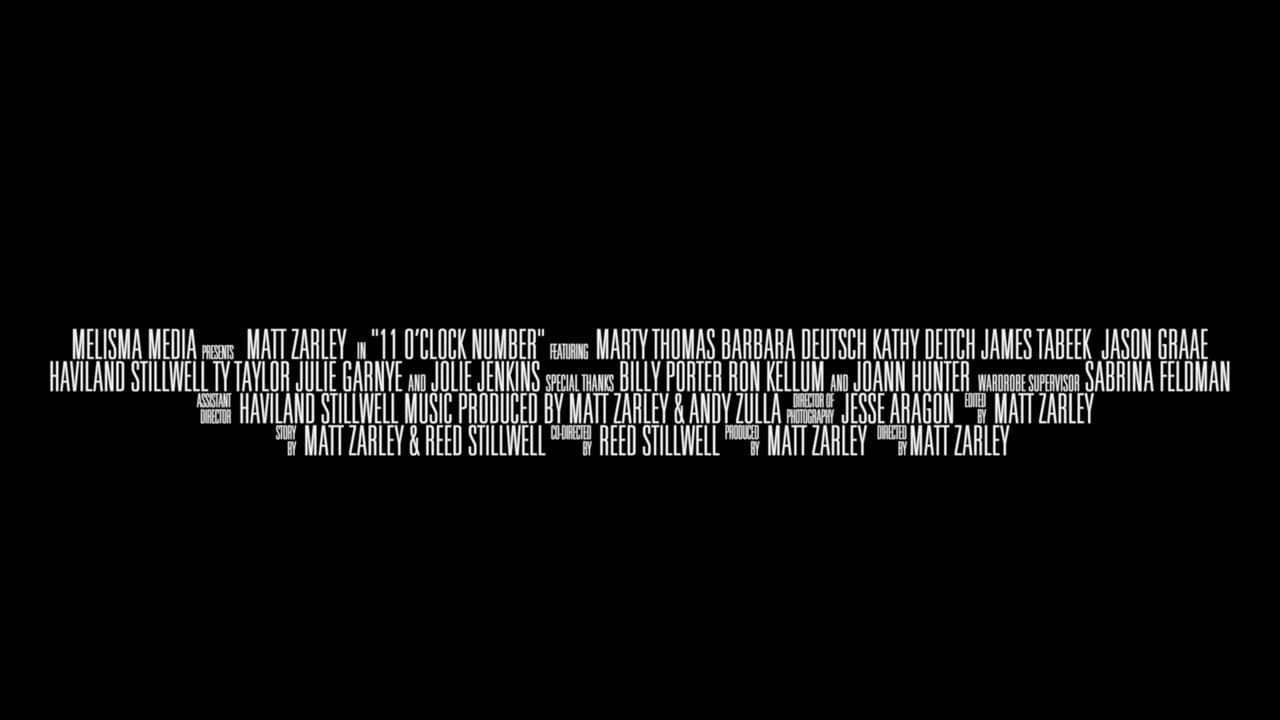 MELISMA MEDIA PRESENTS MATT ZARLEY IN "11 O'CLOCK NUMBER" FEATURING MARTY THOMAS BARBARA DEUTSCH KATHY DEITCH JAMES TABEEK JASON GRAAE
HAVILAND STILLWELL TY TAYLOR JULIE GARNYE AND JOLIE JENKINS SPECIAL THANKS BILLY PORTER RON KELLUM AND JOANN HUNTER WARDROBE SUPERVISOR SABRINA FELDMAN
ASSISTANT DIRECTOR HAVILAND STILLWELL MUSIC PRODUCED BY MATT ZARLEY & ANDY ZULLA DIRECTOR OF PHOTOGRAPHY JESSE ARAGON EDITED BY MATT ZARLEY
STORY BY MATT ZARLEY & REED STILLWELL CO-DIRECTED BY REED STILLWELL PRODUCED BY MATT ZARLEY DIRECTED BY MATT ZARLEY